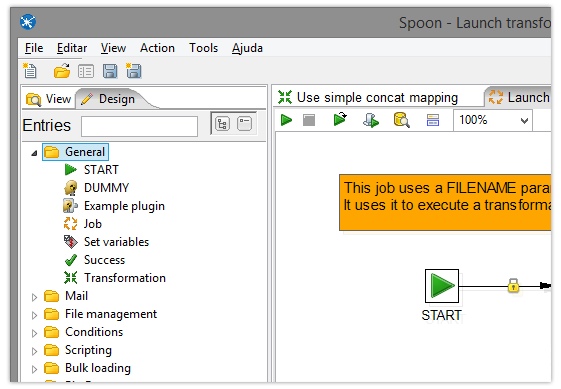 Spoon - Launch transfo
File Editar View Action Tools Ajuda
View Design
Entries
General
START
DUMMY
Example plugin
Job
Set variables
Success
Transformation
Mail
File management
Conditions
Scripting
Bulk loading
Use simple concat mapping Launch
100%
This job uses a FILENAME para
It uses it to execute a transforma
START